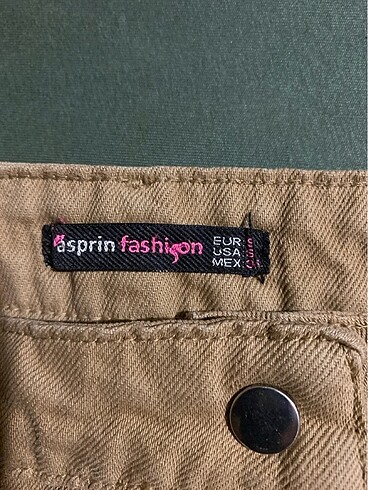 asprin fashion
EUR: S
USA: S
MEX: C